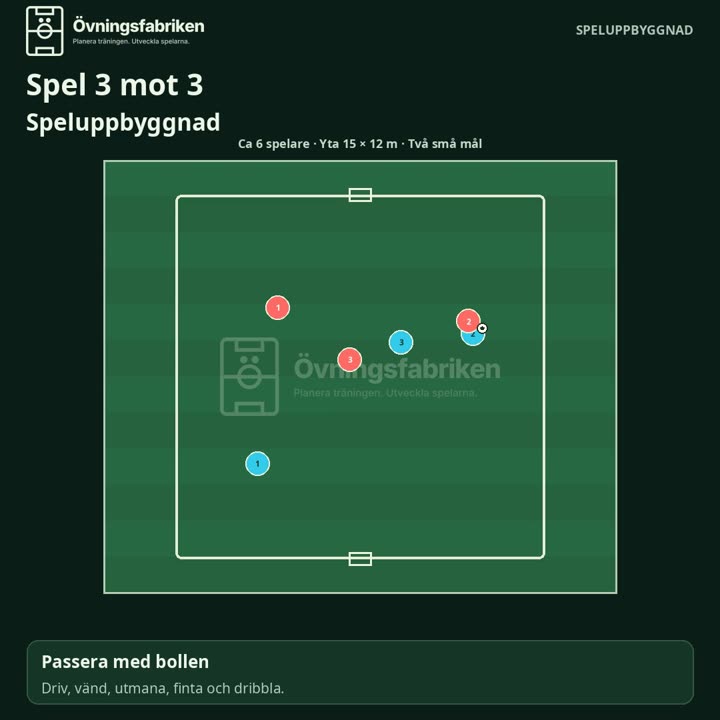 Övningsfabriken
Planera träningen. Utveckla spelarna.
SPELUPPBYGGNAD
Spel 3 mot 3
Speluppbyggnad
Ca 6 spelare · Yta 15 × 12 m · Två små mål
1
2
2
3
3
Övningsfabriken
Planera träningen. Utveckla spelarna.
1
Passera med bollen
Driv, vänd, utmana, finta och dribbla.